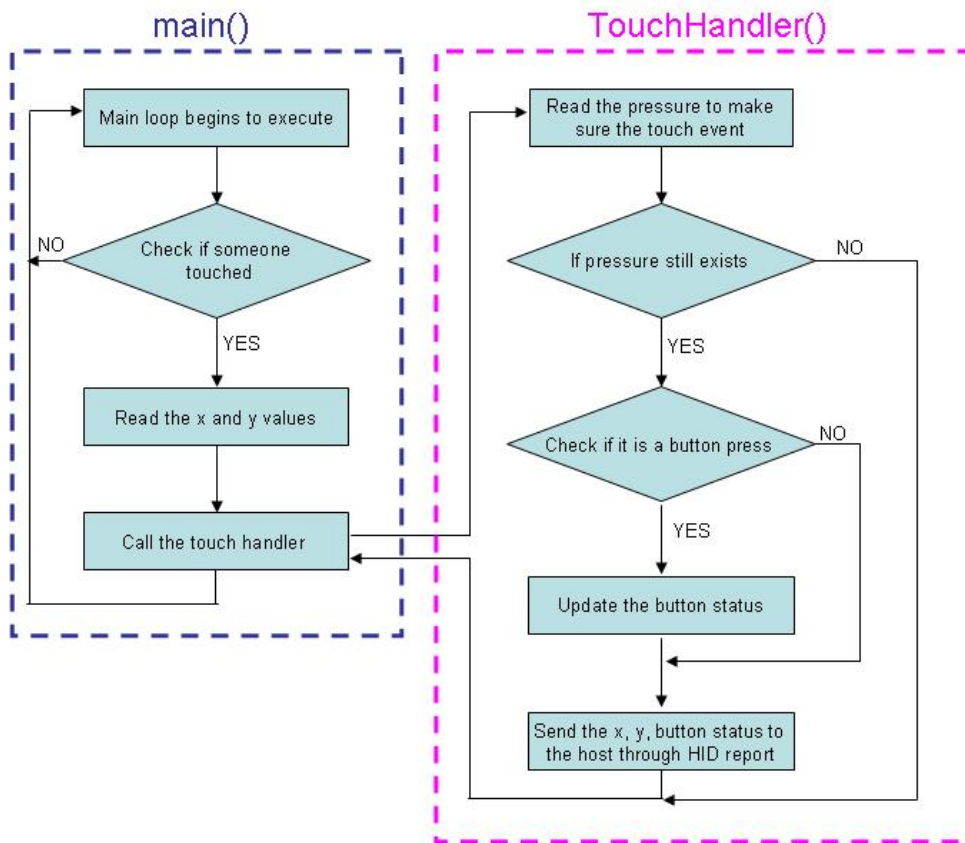 main()
Main loop begins to execute
Check if someone
touched
NO
YES
Read the x and y values
Call the touch handler
TouchHandler()
Read the pressure to make
sure the touch event
If pressure still exists
NO
YES
Check if it is a button press
NO
YES
Update the button status
Send the x, y, button status to
the host through HID report